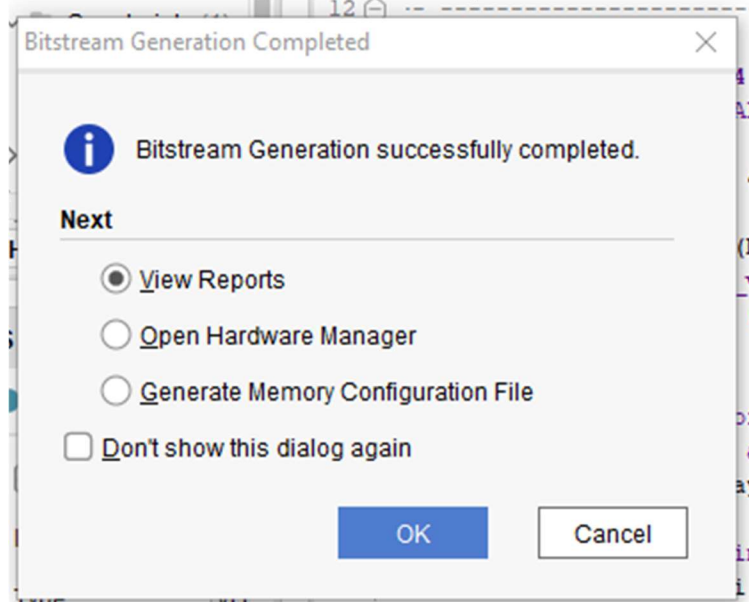 12
Bitstream Generation Completed
Bitstream Generation successfully completed.
Next
View Reports
Open Hardware Manager
Generate Memory Configuration File
Don't show this dialog again
OK
Cancel